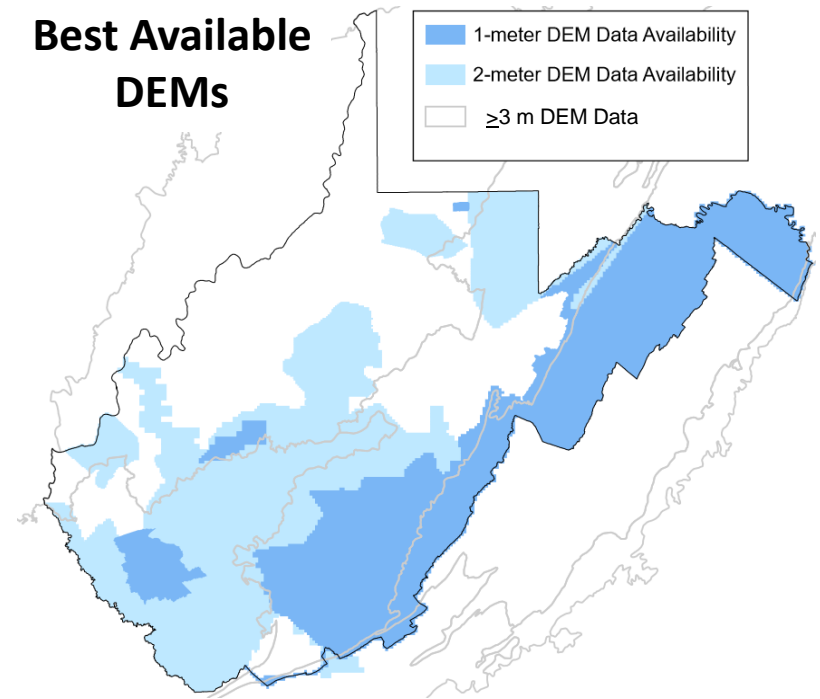 Best Available
DEMs
1-meter DEM Data Availability
2-meter DEM Data Availability
≥3 m DEM Data